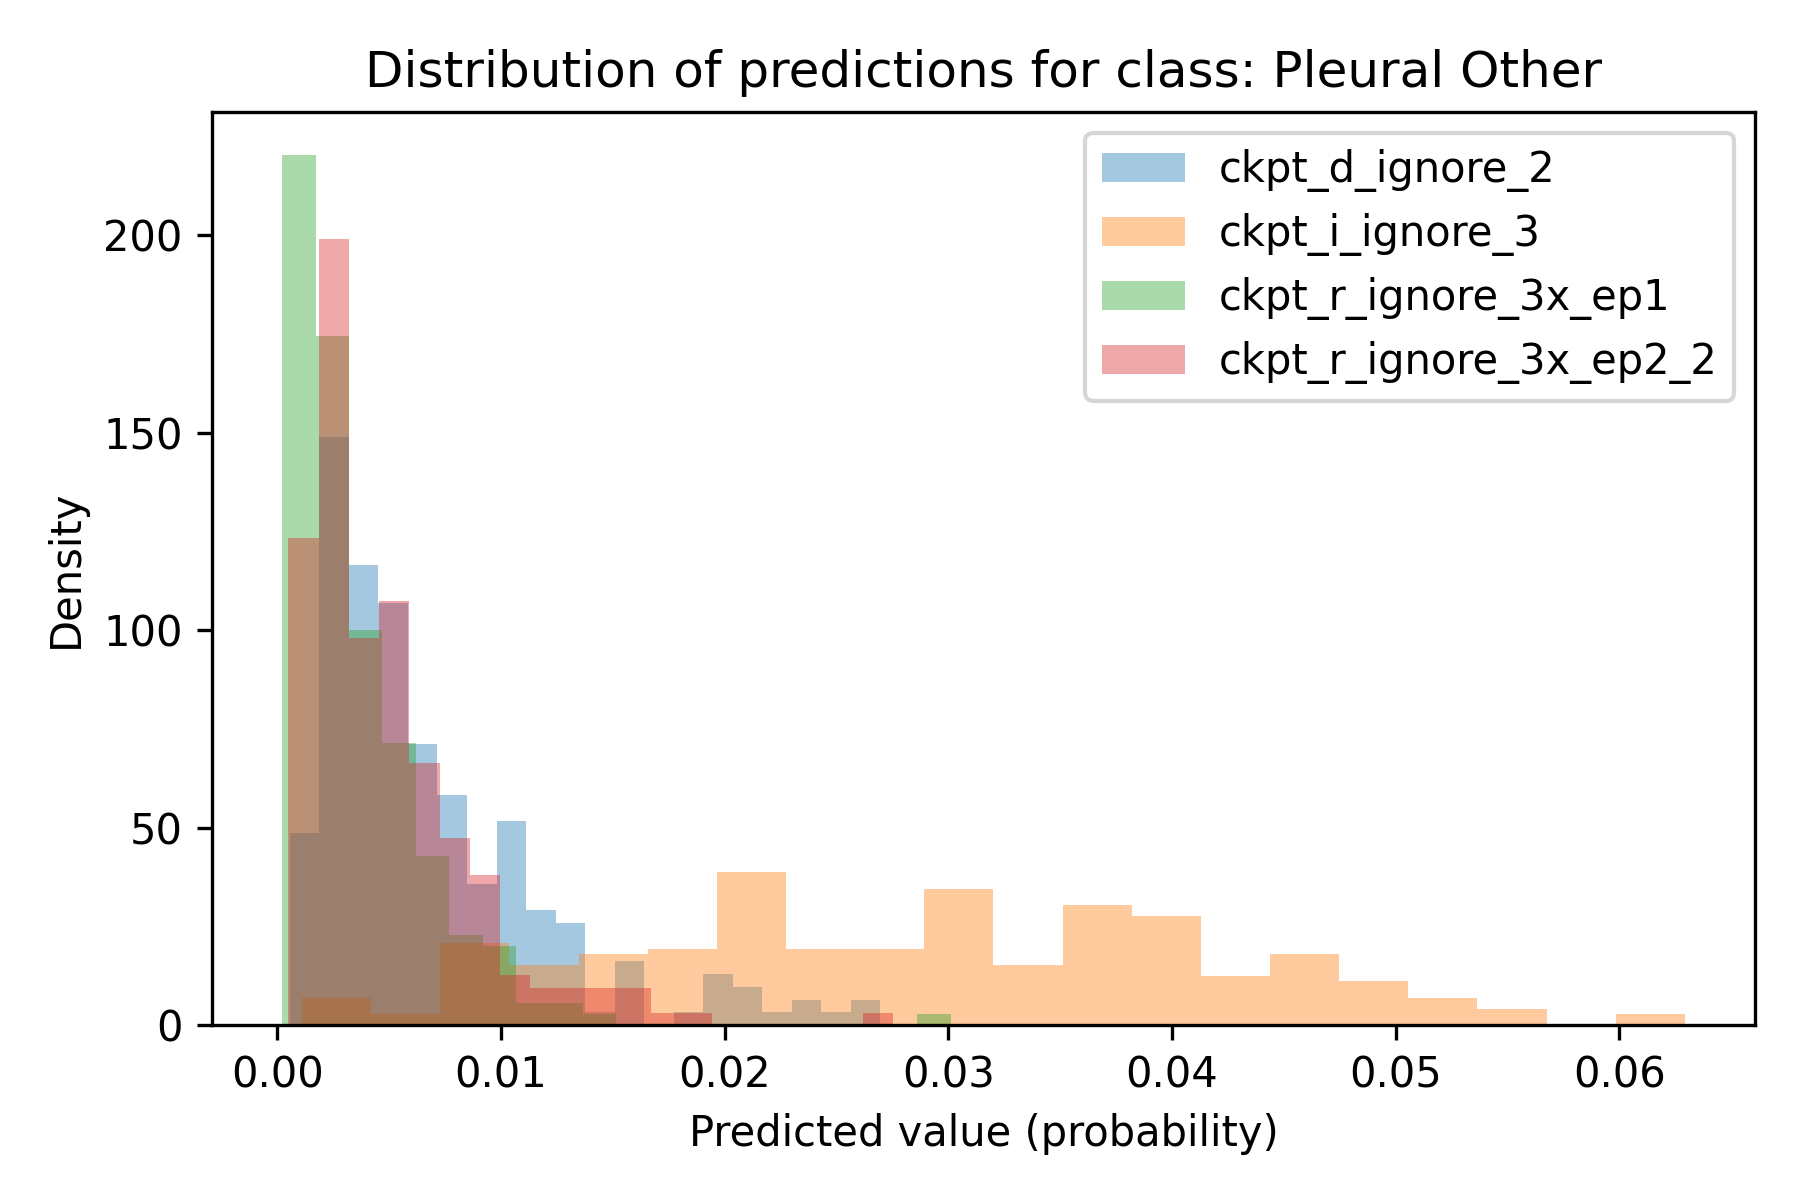 Distribution of predictions for class: Pleural Other
ckpt_d_ignore_2
ckpt_i_ignore_3
ckpt_r_ignore_3x_ep1
ckpt_r_ignore_3x_ep2_2
Density
200
150
100
50
0
0.00 0.01 0.02 0.03 0.04 0.05 0.06
Predicted value (probability)